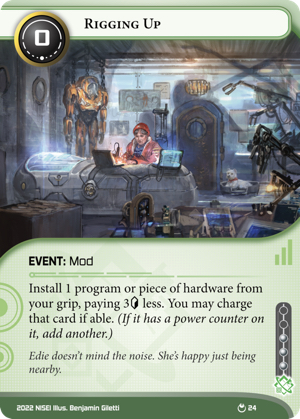 0
Rigging Up
EVENT: Mod
Install 1 program or piece of hardware from
your grip, paying 3 less. You may charge
that card if able. (If it has a power counter on
it, add another.)
Edie doesn't mind the noise. She's happy just being
nearby.
2022 NISEI Illus. Benjamin Giletti
24